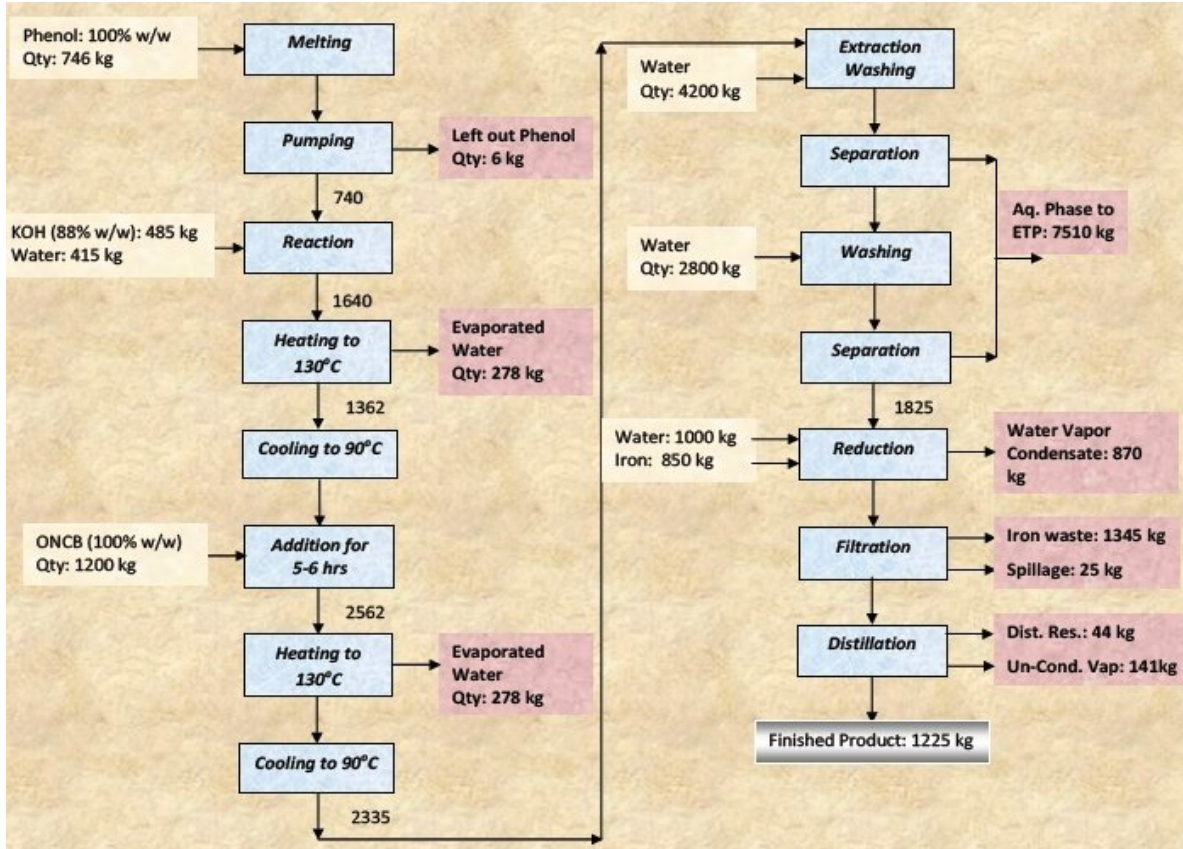 Phenol: 100% w/w
Qty: 746 kg
Melting
Pumping
Left out Phenol
Qty: 6 kg
740
KOH (88% w/w): 485 kg
Water: 415 kg
Reaction
1640
Heating to
130°C
Evaporated
Water
Qty: 278 kg
1362
Cooling to 90°C
ONCB (100% w/w)
Qty: 1200 kg
Addition for
5-6 hrs
2562
Heating to
130°C
Evaporated
Water
Qty: 278 kg
Cooling to 90°C
2335
Extraction
Washing
Water
Qty: 4200 kg
Separation
Aq. Phase to
ETP: 7510 kg
Water
Qty: 2800 kg
Washing
Separation
1825
Water: 1000 kg
Iron: 850 kg
Reduction
Water Vapor
Condensate: 870
kg
Filtration
Iron waste: 1345 kg
Spillage: 25 kg
Distillation
Dist. Res.: 44 kg
Un-Cond. Vap: 141kg
Finished Product: 1225 kg